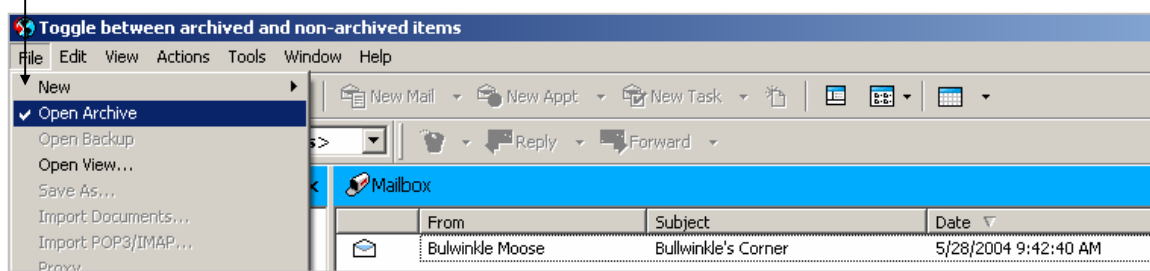 Toggle between archived and non-archived items
File Edit View Actions Tools Window Help
New
New Mail New Appt New Task
Open Archive
Open Backup
s>
Reply Forward
Open View...
Save As...
Mailbox
Import Documents...
From Subject Date
Import POP3/IMAP...
Bulwinkle Moose Bullwinkle's Corner 5/28/2004 9:42:40 AM
Proxy...